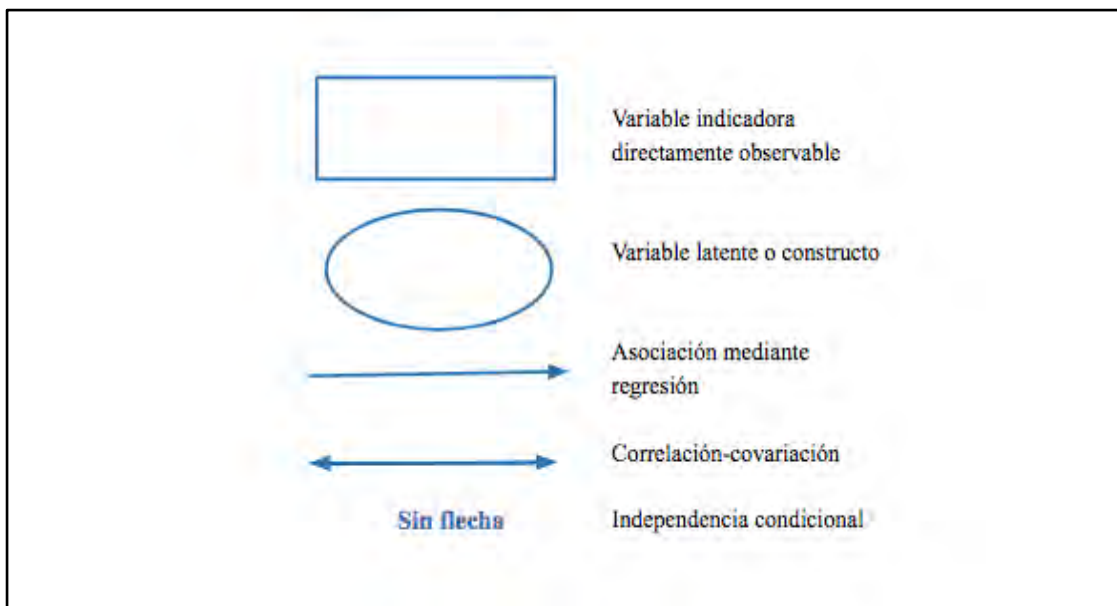 Variable indicadora
directamente observable
Variable latente o constructo
Asociación mediante
regresión
Correlación-covariación
Sin flecha
Independencia condicional